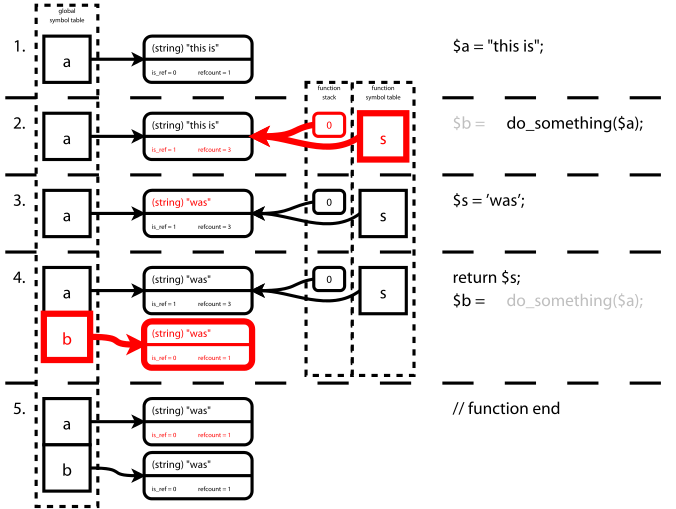 global
symbol table
1.
a
(string) "this is"
is_ref = 0 refcount = 1
$a = "this is";
function
stack
function
symbol table
2.
a
(string) "this is"
is_ref = 1 refcount = 3
0
s
$b = do_something($a);
3.
a
(string) "was"
is_ref = 1 refcount = 3
0
s
$s = ’was’;
4.
a
(string) "was"
is_ref = 1 refcount = 3
0
s
return $s;
$b = do_something($a);
b
(string) "was"
is_ref = 0 refcount = 1
5.
a
(string) "was"
is_ref = 0 refcount = 1
// function end
b
(string) "was"
is_ref = 0 refcount = 1